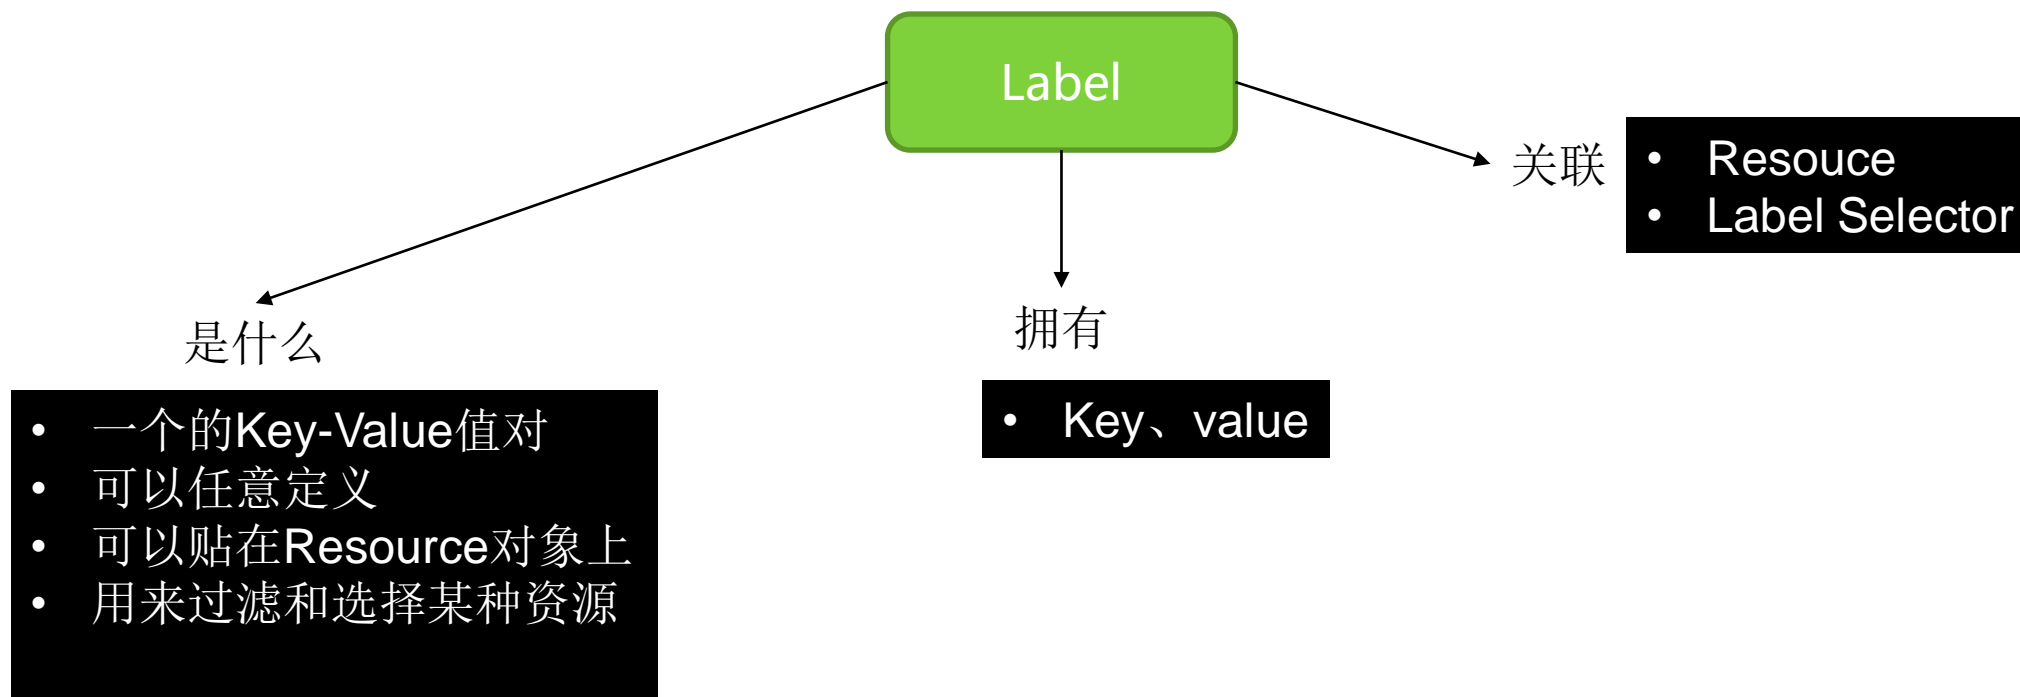 Label
关联
• Resouce
• Label Selector
是什么
• 一个的Key-Value值对
• 可以任意定义
• 可以贴在Resource对象上
• 用来过滤和选择某种资源
拥有
• Key、value